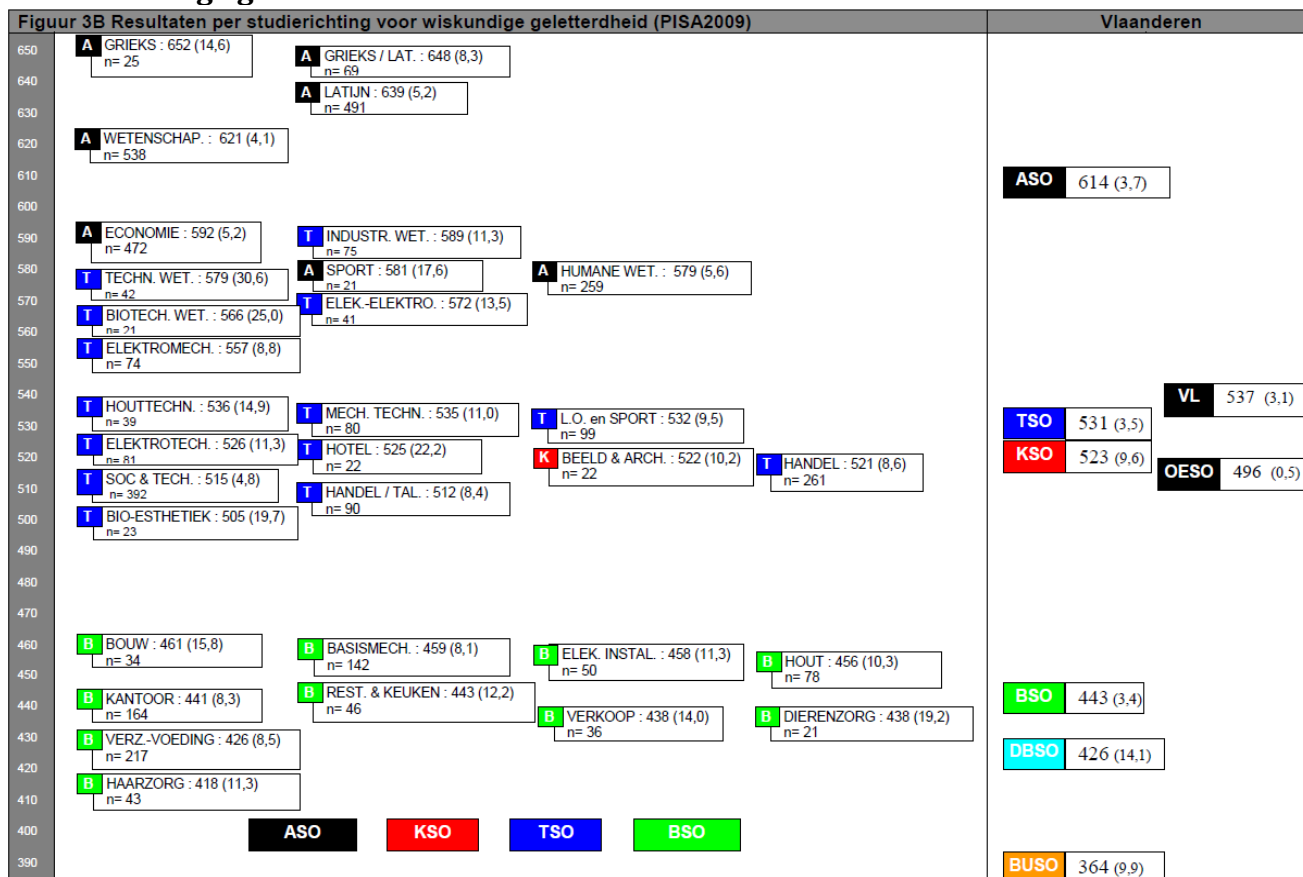 Figuur 3B Resultaten per studierichting voor wiskundige geletterdheid (PISA2009)
Vlaanderen
650
640
630
620
610
600
590
580
570
560
550
540
530
520
510
500
490
480
470
460
450
440
430
420
410
400
390
A GRIEKS : 652 (14,6)
n= 25
A GRIEKS / LAT. : 648 (8,3)
n= 69
A LATIJN : 639 (5,2)
n= 491
A WETENSCHAP. : 621 (4,1)
n= 538
A ECONOMIE : 592 (5,2)
n= 472
T INDUSTR. WET. : 589 (11,3)
n= 75
T TECHN. WET. : 579 (30,6)
n= 42
A SPORT : 581 (17,6)
n= 21
A HUMANE WET. : 579 (5,6)
n= 259
T ELEK.-ELEKTRO. : 572 (13,5)
n= 41
T BIOTECH. WET. : 566 (25,0)
n= 21
T ELEKTROMECH. : 557 (8,8)
n= 74
T HOUTTECHN. : 536 (14,9)
n= 39
T MECH. TECHN. : 535 (11,0)
n= 80
T L.O. en SPORT : 532 (9,5)
n= 99
T ELEKTROTECH. : 526 (11,3)
n= 81
T HOTEL : 525 (22,2)
n= 22
K BEELD & ARCH. : 522 (10,2)
n= 22
T HANDEL : 521 (8,6)
n= 261
T SOC & TECH. : 515 (4,8)
n= 392
T HANDEL / TAL. : 512 (8,4)
n= 90
T BIO-ESTHETIEK : 505 (19,7)
n= 23
B BOUW : 461 (15,8)
n= 34
B BASISMECH. : 459 (8,1)
n= 142
B ELEK. INSTAL. : 458 (11,3)
n= 50
B HOUT : 456 (10,3)
n= 78
B KANTOOR : 441 (8,3)
n= 164
B REST. & KEUKEN : 443 (12,2)
n= 46
B VERKOOP : 438 (14,0)
n= 36
B DIERENZORG : 438 (19,2)
n= 21
B VERZ.-VOEDING : 426 (8,5)
n= 217
B HAARZORG : 418 (11,3)
n= 43
ASO KSO TSO BSO
ASO 614 (3,7)
VL 537 (3,1)
TSO 531 (3,5)
KSO 523 (9,6)
OESO 496 (0,5)
BSO 443 (3,4)
DBSO 426 (14,1)
BUSO 364 (9,9)